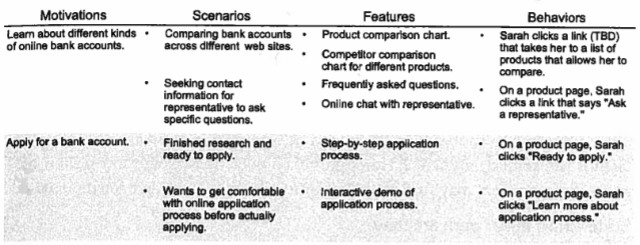 Motivations Scenarios Features Behaviors
Learn about different kinds of online bank accounts.
• Comparing bank accounts
across different web sites.
• Product comparison chart.
• Competitor comparison
chart for different products.
• Sarah clicks a link (TBD)
that takes her to a list of
products that allows her to
compare.
• Seeking contact
information for
representative to ask
specific questions.
• Frequently asked questions.
• Online chat with representative.
• On a product page, Sarah
clicks a link that says "Ask
a representative."
Apply for a bank account.
• Finished research and
ready to apply.
• Step-by-step application
process.
• On a product page, Sarah
clicks "Ready to apply."
• Wants to get comfortable
with online application
process before actually
applying.
• Interactive demo of
application process.
• On a product page, Sarah
clicks "Learn more about
application process."